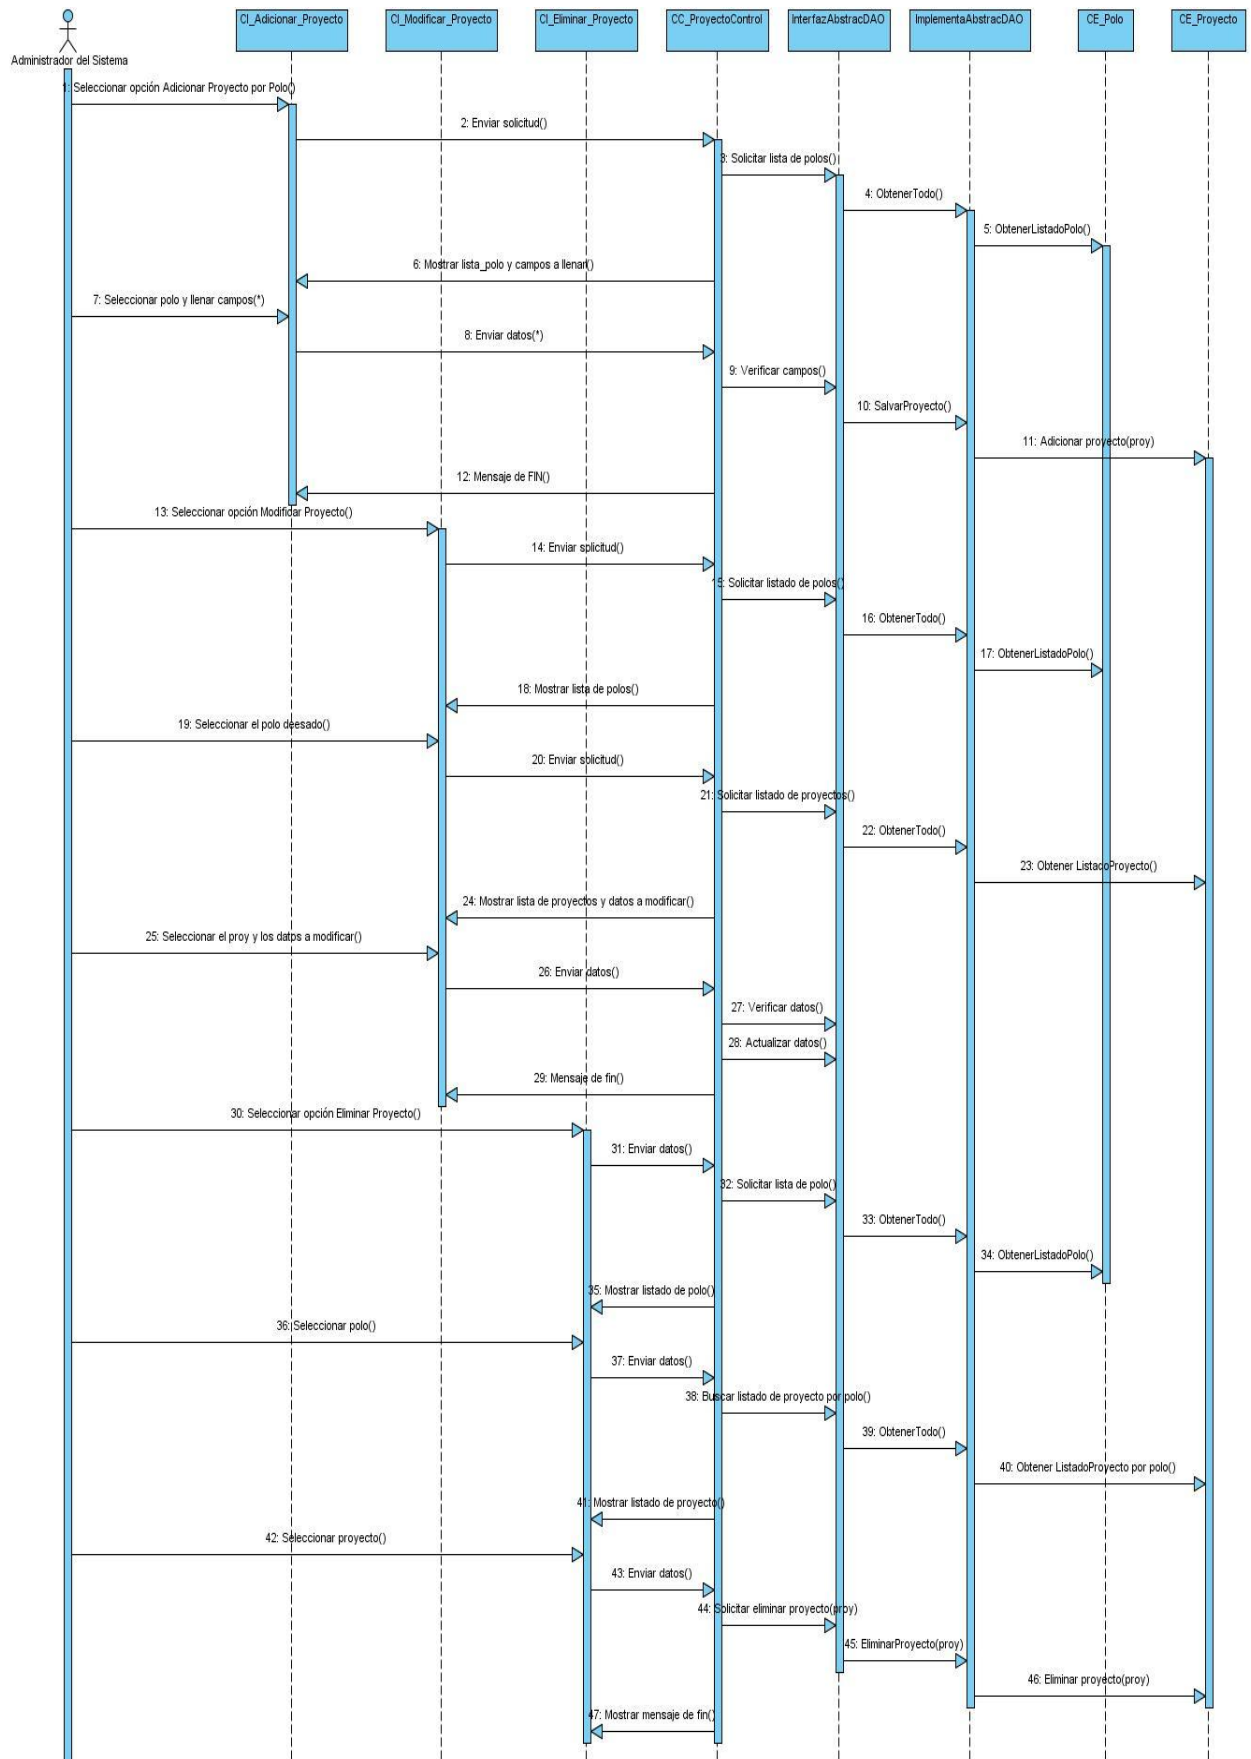 CI_Adicionar_Proyecto
CI_Modificar_Proyecto
CI_Eliminar_Proyecto
CC_ProyectoControl
InterfazAbstracDAO
ImplementaAbstracDAO
CE_Polo
CE_Proyecto
Administrador del Sistema
1: Seleccionar opción Adicionar Proyecto por Polo()
2: Enviar solicitud()
3: Solicitar lista de polos()
4: ObtenerTodo()
5: ObtenerListadoPolo()
6: Mostrar lista_polo y campos a llenar()
7: Seleccionar polo y llenar campos(*)
8: Enviar datos(*)
9: Verificar campos()
10: SalvarProyecto()
11: Adicionar proyecto(proy)
12: Mensaje de FIN()
13: Seleccionar opción Modificar Proyecto()
14: Enviar solicitud()
15: Solicitar listado de polos()
16: ObtenerTodo()
17: ObtenerListadoPolo()
18: Mostrar lista de polos()
19: Seleccionar el polo deesado()
20: Enviar solicitud()
21: Solicitar listado de proyectos()
22: ObtenerTodo()
23: Obtener ListadoProyecto()
24: Mostrar lista de proyectos y datos a modificar()
25: Seleccionar el proy y los datos a modificar()
26: Enviar datos()
27: Verificar datos()
28: Actualizar datos()
29: Mensaje de fin()
30: Seleccionar opción Eliminar Proyecto()
31: Enviar datos()
32: Solicitar lista de polo()
33: ObtenerTodo()
34: ObtenerListadoPolo()
35: Mostrar listado de polo()
36: Seleccionar polo()
37: Enviar datos()
38: Buscar listado de proyecto por polo()
39: ObtenerTodo()
40: Obtener ListadoProyecto por polo()
41: Mostrar listado de proyecto()
42: Seleccionar proyecto()
43: Enviar datos()
44: Solicitar eliminar proyecto(proy)
45: EliminarProyecto(proy)
46: Eliminar proyecto(proy)
47: Mostrar mensaje de fin()